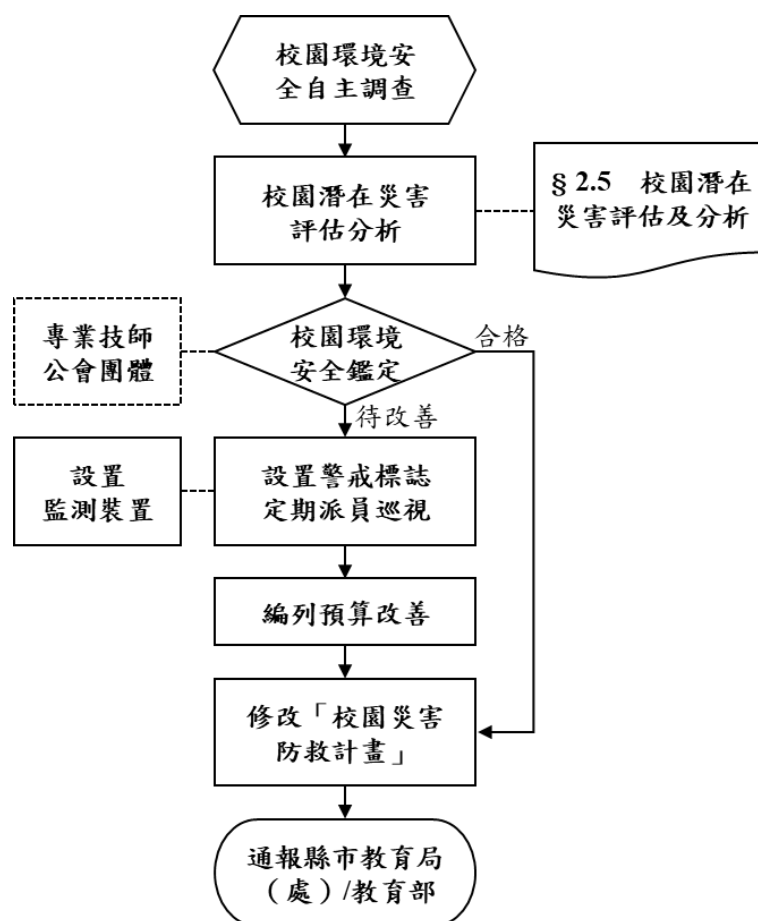 校園環境安
全自主調查
校園潛在災害
評估分析
§ 2.5 校園潛在
災害評估及分析
專業技師
公會團體
校園環境
安全鑑定
合格
待改善
設置
監測裝置
設置警戒標誌
定期派員巡視
編列預算改善
修改「校園災害
防救計畫」
通報縣市教育局
（處）/教育部